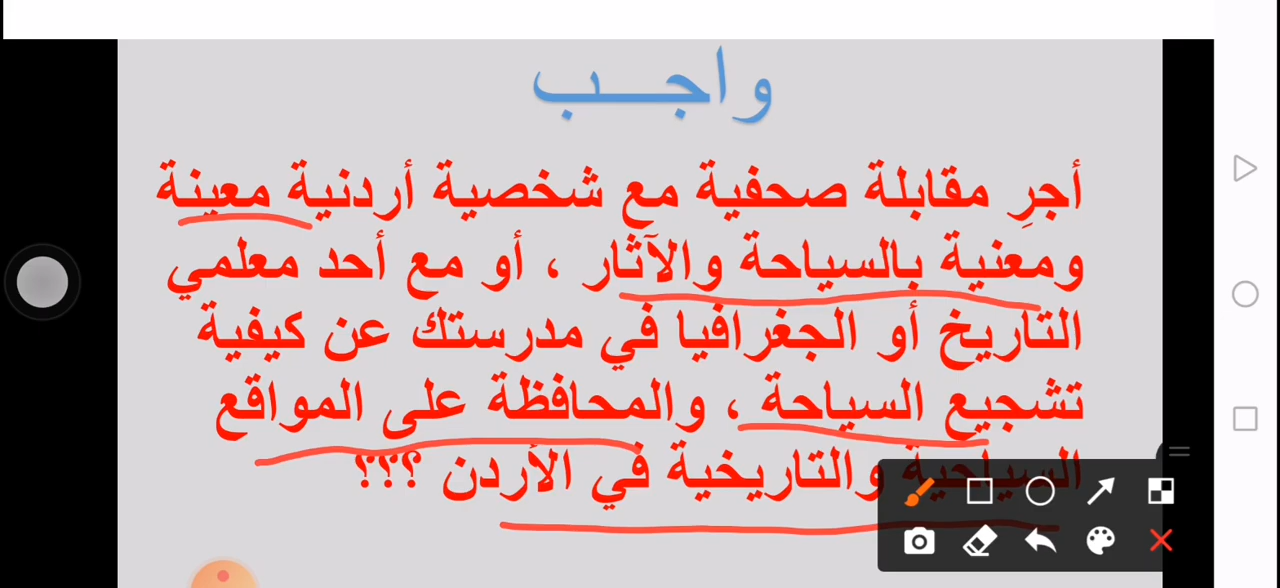 واجــــب
أجرِ مقابلة صحفية مع شخصية أردنية معينة
ومعنية بالسياحة والآثار ، أو مع أحد معلمي
التاريخ أو الجغرافيا في مدرستك عن كيفية
تشجيع السياحة ، والمحافظة على المواقع
السياحية والتاريخية في الأردن ؟؟؟